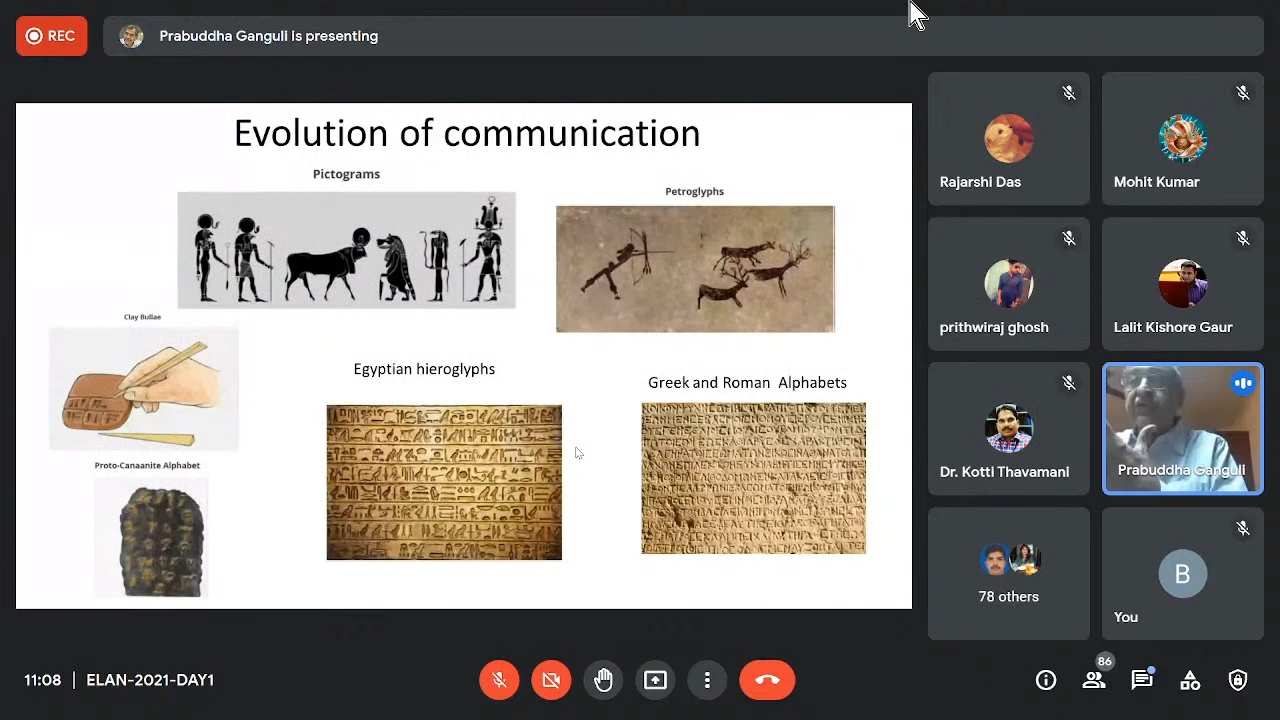 REC
Prabuddha Ganguli is presenting
Evolution of communication
Pictograms
Petroglyphs
Clay Bullae
Egyptian hieroglyphs
Greek and Roman Alphabets
Proto-Canaanite Alphabet
Rajarshi Das
Mohit Kumar
prithwiraj ghosh
Lalit Kishore Gaur
Dr. Kotti Thavamani
Prabuddha Ganguli
78 others
B
You
11:08 | ELAN-2021-DAY1
86